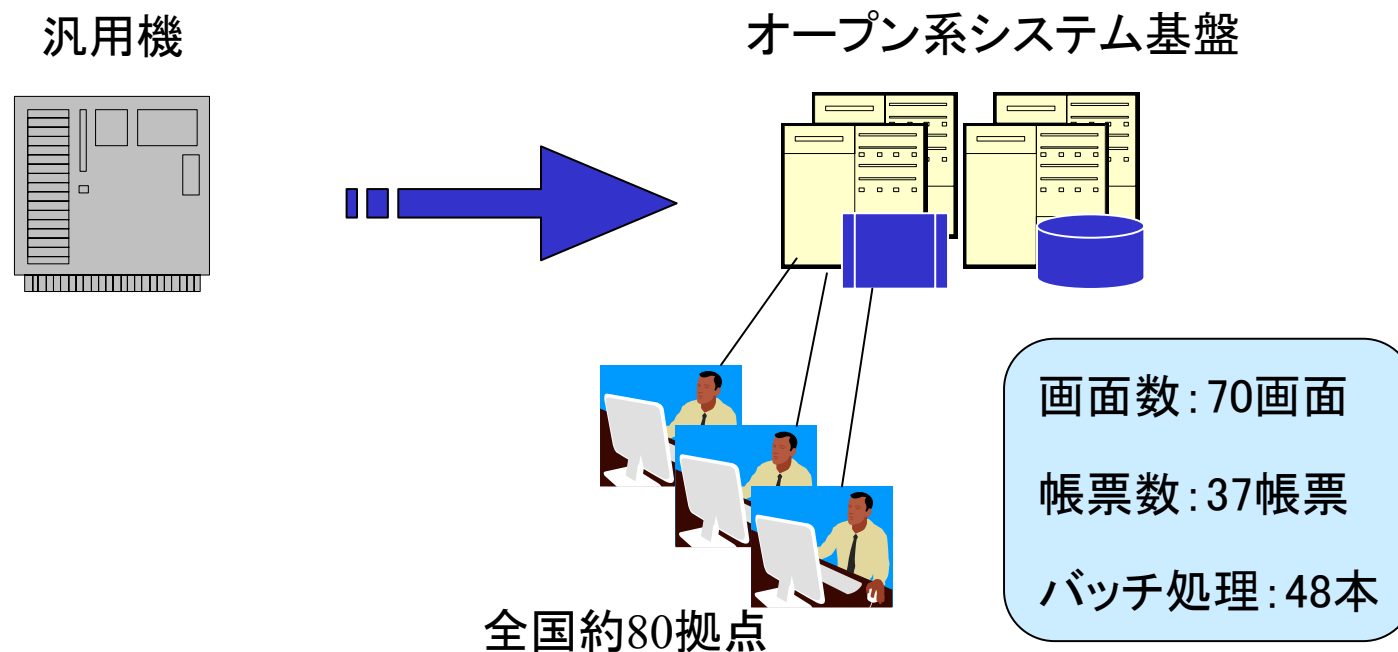 汎用機
オープン系システム基盤
画面数：70画面
帳票数：37帳票
バッチ処理：48本
全国約80拠点